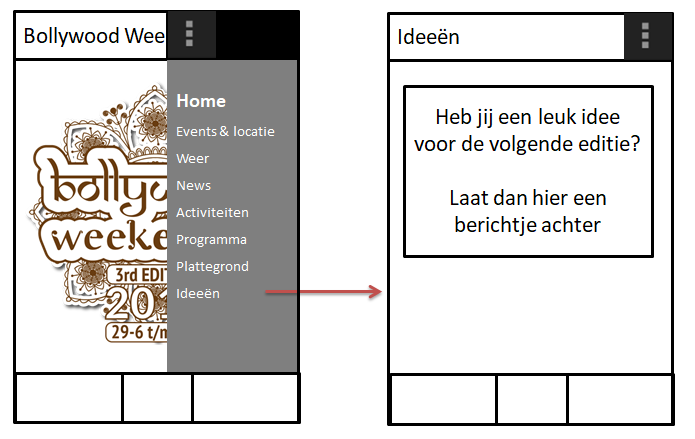 Bollywood Wee
Home
Events & locatie
Weer
News
Activiteiten
Programma
Plattegrond
Ideeën
bollyw
weeke
3rd EDIT
29-6 t/m
Ideeën
Heb jij een leuk idee
voor de volgende editie?
Laat dan hier een
berichtje achter